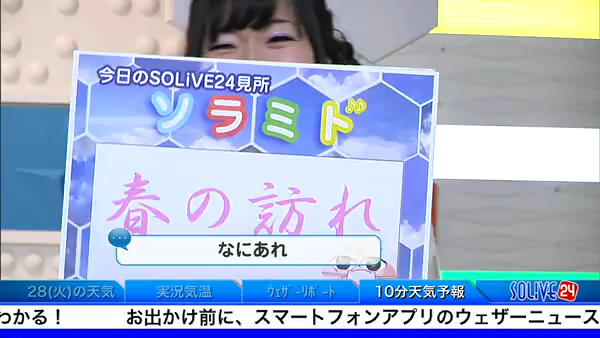 今日のSOLiVE24見所
ソラミド
春の訪れ
なにあれ
28(火)の天気 実況気温 ｳｪｻﾞｰﾘﾎﾟｰﾄ 10分天気予報 SOLiVE24
わかる！ お出かけ前に、スマートフォンアプリのウェザーニュース